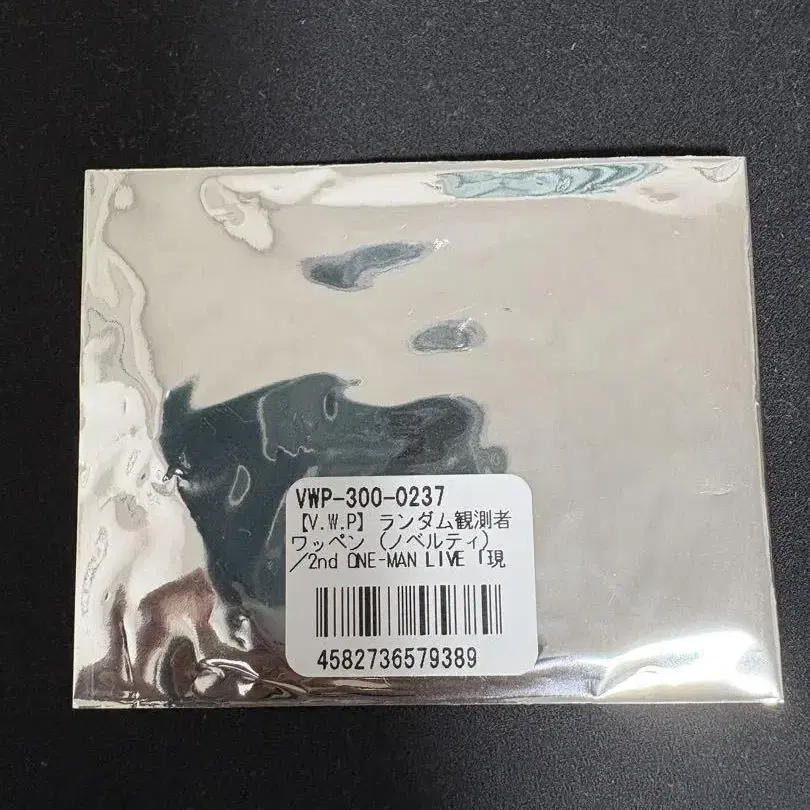 VWP-300-0237
【V.W.P】ランダム観測者
ワッペン（ノベルティ）
／2nd ONE-MAN LIVE「現
4582736579389